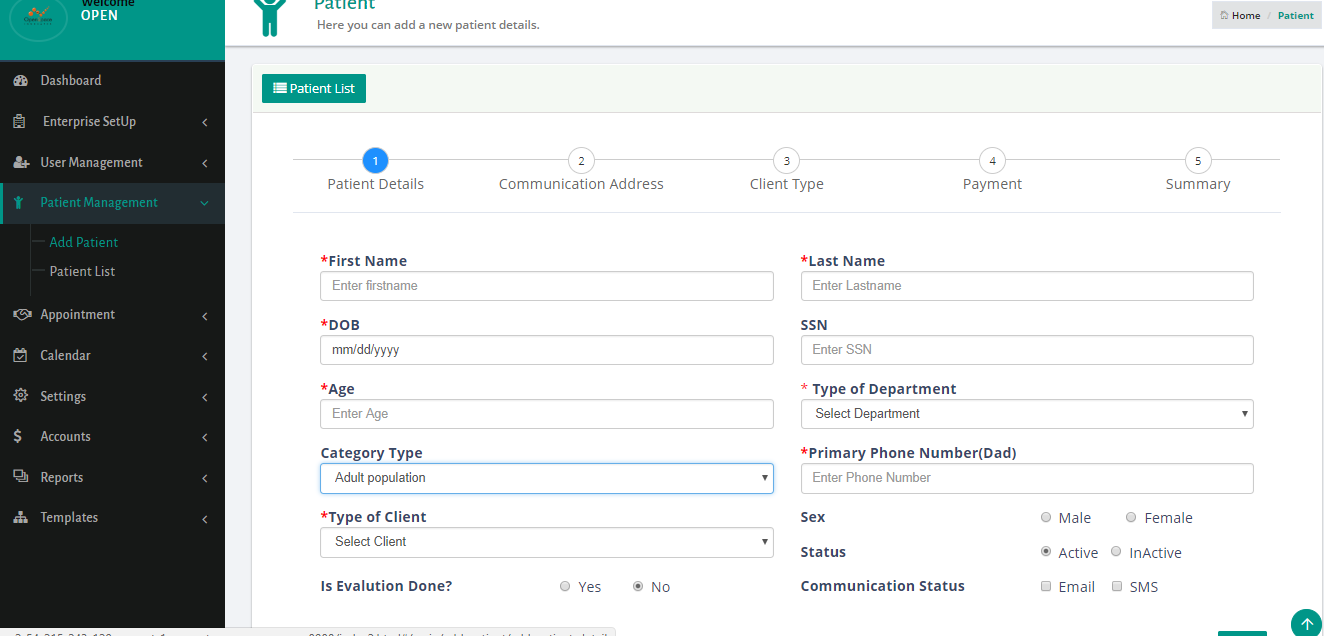 Welcome
OPEN
Dashboard
Enterprise SetUp
User Management
Patient Management
Add Patient
Patient List
Appointment
Calendar
Settings
Accounts
Reports
Templates
Patient
Here you can add a new patient details.
Home / Patient
Patient List
1 2 3 4 5
Patient Details Communication Address Client Type Payment Summary
*First Name *Last Name
Enter firstname Enter Lastname
*DOB SSN
mm/dd/yyyy Enter SSN
*Age * Type of Department
Enter Age Select Department
Category Type *Primary Phone Number(Dad)
Adult population Enter Phone Number
*Type of Client Sex Male Female
Select Client
Status Active InActive
Is Evalution Done? Yes No Communication Status Email SMS